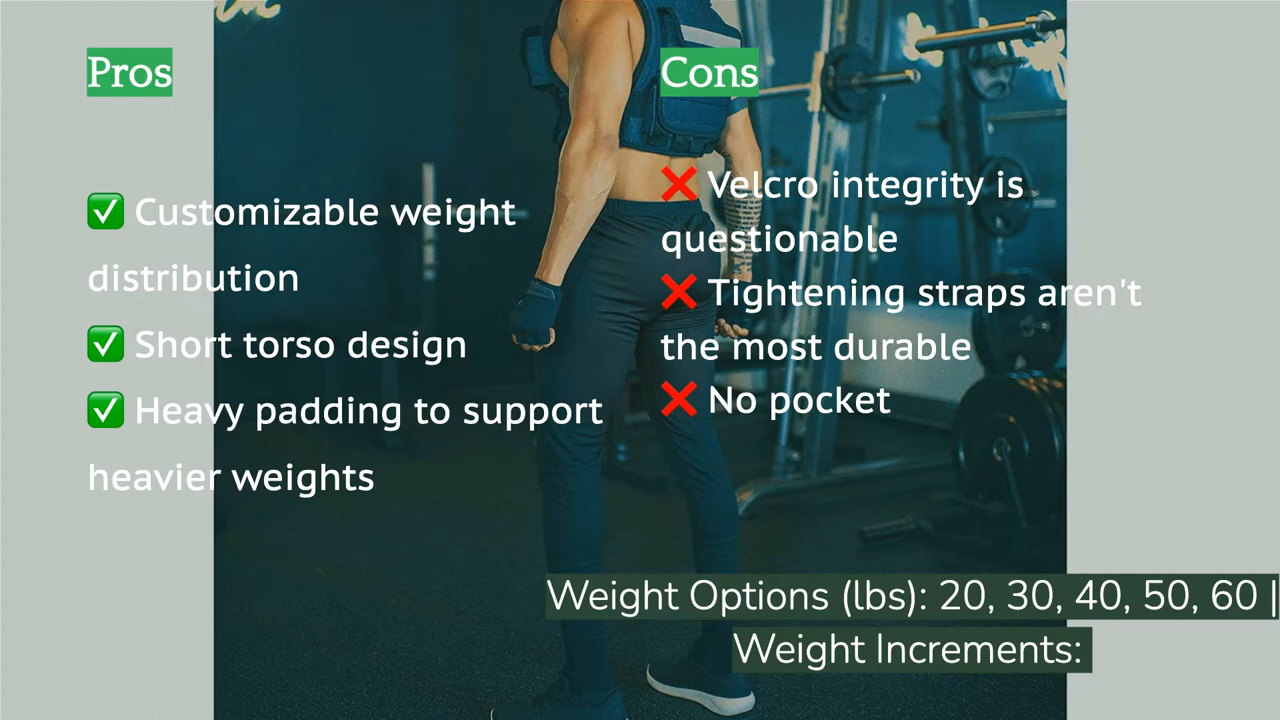 Pros
✅ Customizable weight
distribution
✅ Short torso design
✅ Heavy padding to support
heavier weights
Cons
❌ Velcro integrity is
questionable
❌ Tightening straps aren't
the most durable
❌ No pocket
Weight Options (lbs): 20, 30, 40, 50, 60 |
Weight Increments: